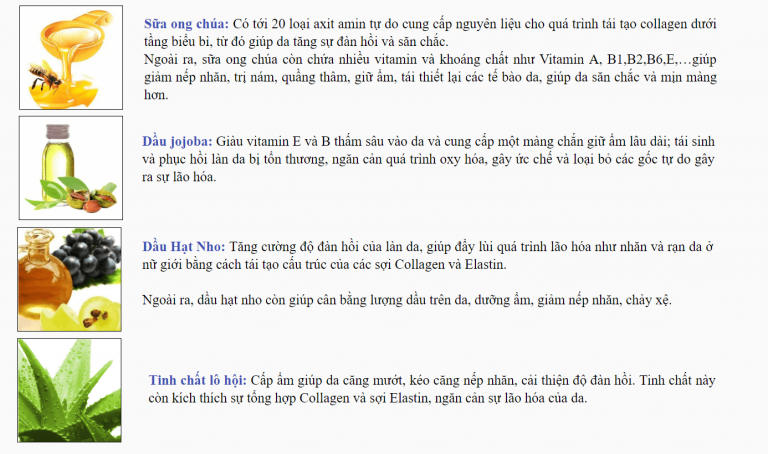 Sữa ong chúa: Có tới 20 loại axit amin tự do cung cấp nguyên liệu cho quá trình tái tạo collagen dưới
tầng biểu bì, từ đó giúp da tăng sự đàn hồi và săn chắc.
Ngoài ra, sữa ong chúa còn chứa nhiều vitamin và khoáng chất như Vitamin A, B1,B2,B6,E,…giúp
giảm nếp nhăn, trị nám, quầng thâm, giữ ẩm, tái thiết lại các tế bào da, giúp da săn chắc và mịn màng
hơn.
Dầu jojoba: Giàu vitamin E và B thấm sâu vào da và cung cấp một màng chắn giữ ẩm lâu dài; tái sinh
và phục hồi làn da bị tổn thương, ngăn cản quá trình oxy hóa, gây ức chế và loại bỏ các gốc tự do gây
ra sự lão hóa.
Dầu Hạt Nho: Tăng cường độ đàn hồi của làn da, giúp đẩy lùi quá trình lão hóa như nhăn và rạn da ở
nữ giới bằng cách tái tạo cấu trúc của các sợi Collagen và Elastin.
Ngoài ra, dầu hạt nho còn giúp cân bằng lượng dầu trên da, dưỡng ẩm, giảm nếp nhăn, chảy xệ.
Tinh chất lô hội: Cấp ẩm giúp da căng mướt, kéo căng nếp nhăn, cải thiện độ đàn hồi. Tinh chất này
còn kích thích sự tổng hợp Collagen và sợi Elastin, ngăn cản sự lão hóa của da.